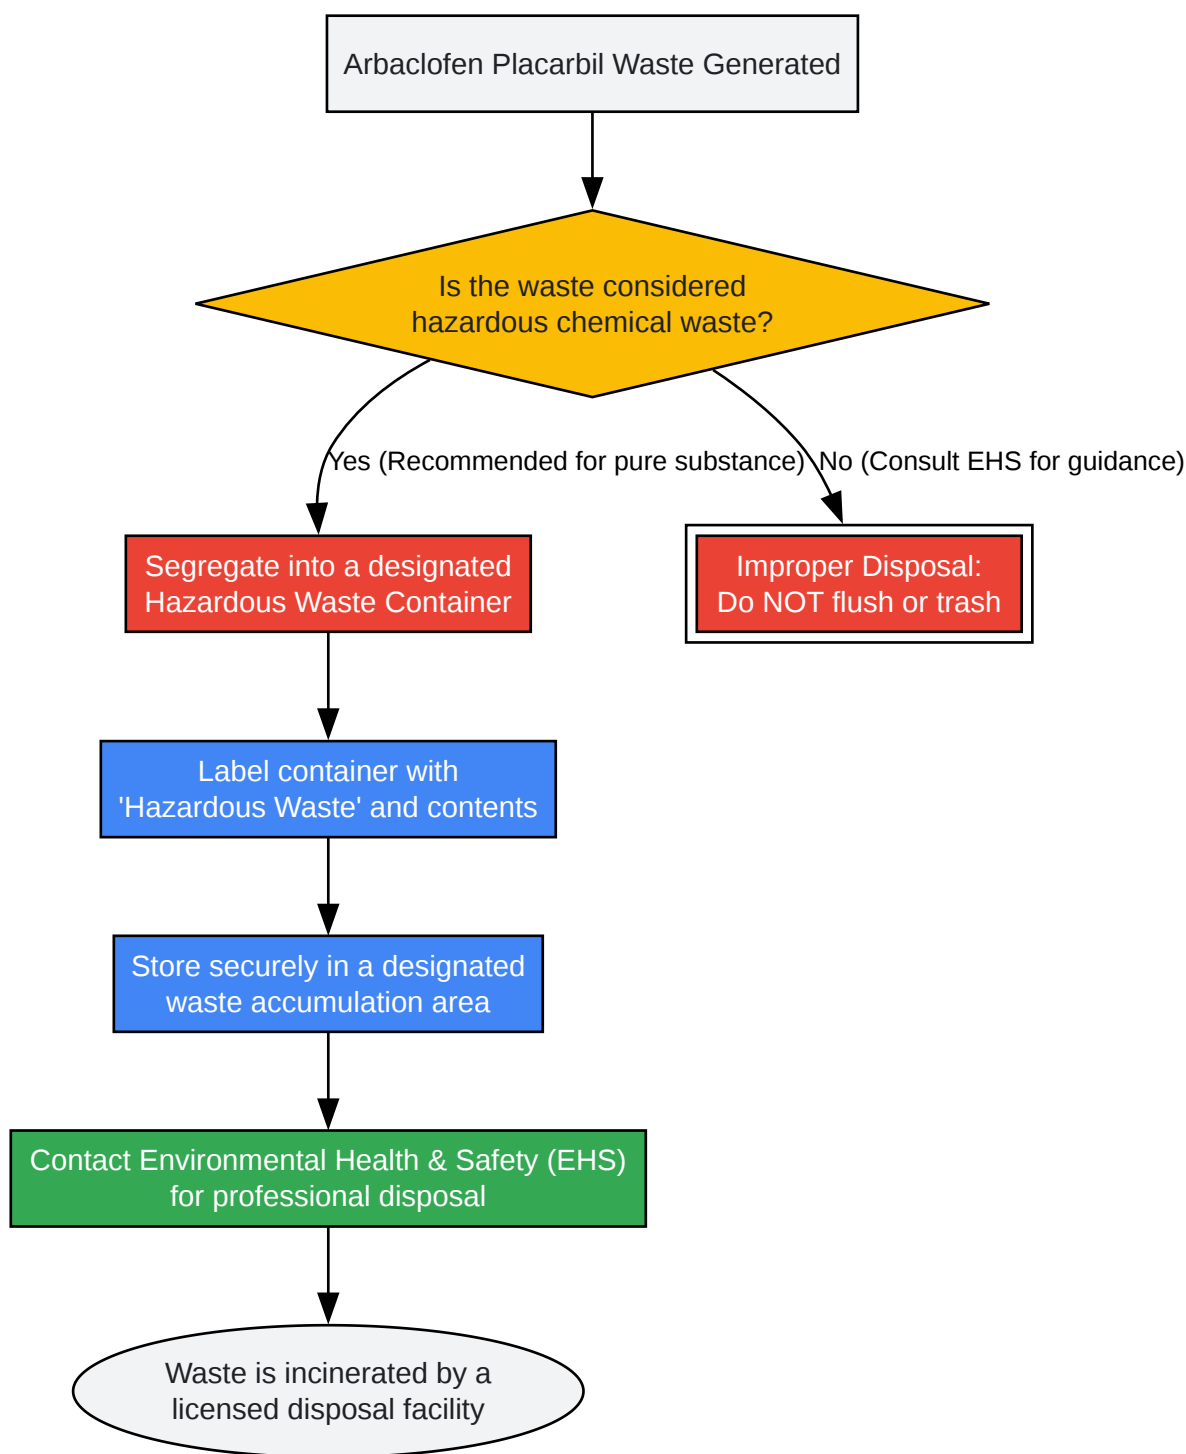 Arbaclofen Placarbil Waste Generated
Is the waste considered
hazardous chemical waste?
Yes (Recommended for pure substance)
No (Consult EHS for guidance)
Segregate into a designated
Hazardous Waste Container
Improper Disposal:
Do NOT flush or trash
Label container with
'Hazardous Waste' and contents
Store securely in a designated
waste accumulation area
Contact Environmental Health & Safety (EHS)
for professional disposal
Waste is incinerated by a
licensed disposal facility